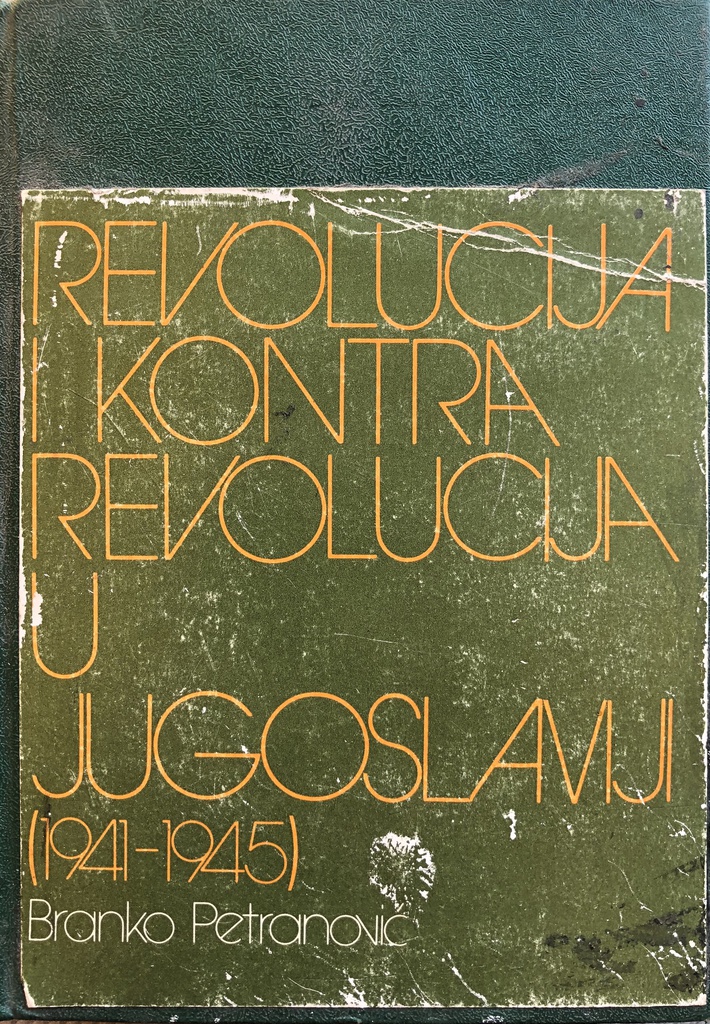 REVOLUCIJA
I KONTRA
REVOLUCIJA
U
JUGOSLAVIJI
(1941-1945)
Branko Petranović